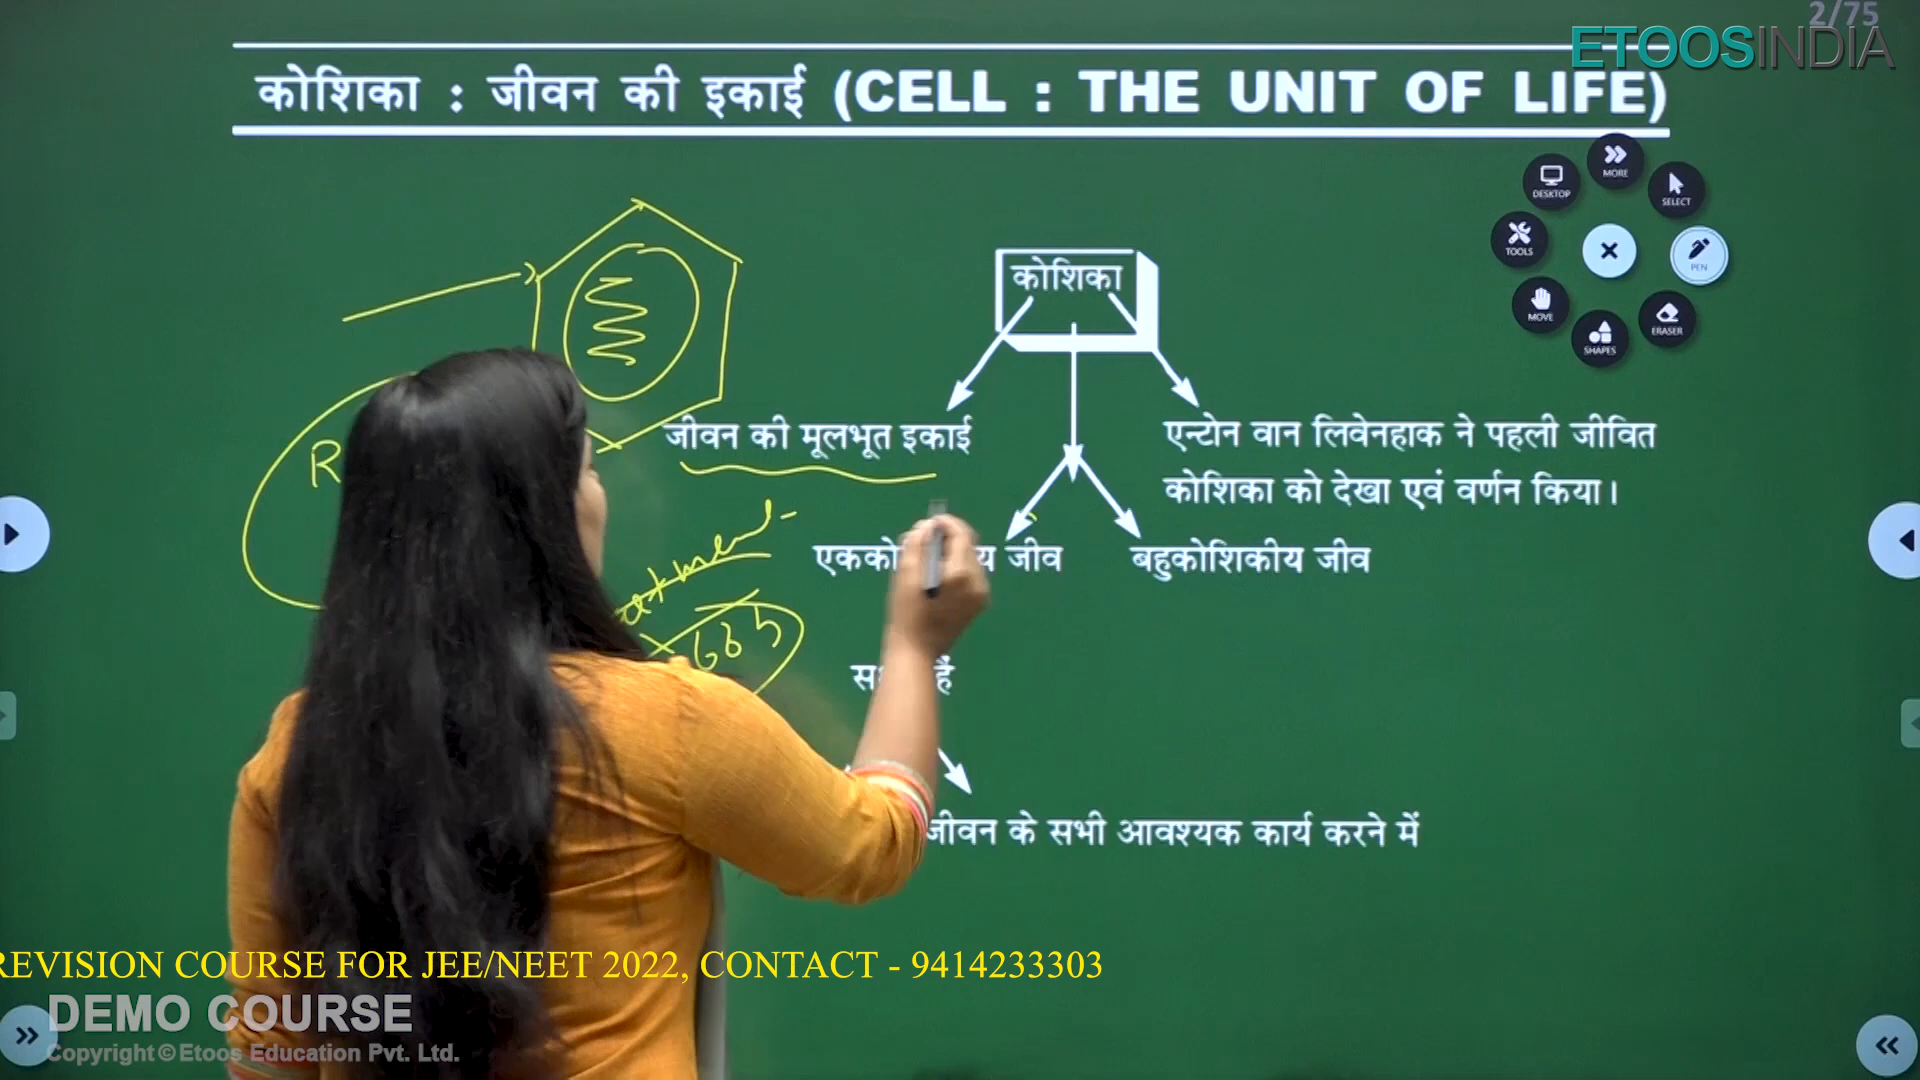 2/75
ETOOSINDIA
कोशिका : जीवन की इकाई (CELL : THE UNIT OF LIFE)
MORE
DESKTOP
SELECT
TOOLS
PEN
MOVE
ERASER
SHAPES
कोशिका
जीवन की मूलभूत इकाई
एन्टोन वान लिवेनहाक ने पहली जीवित
कोशिका को देखा एवं वर्णन किया।
R
जीव
बहुकोशिकीय जीव
665
हैं
जीवन के सभी आवश्यक कार्य करने में
REVISION COURSE FOR JEE/NEET 2022, CONTACT - 9414233303
DEMO COURSE
Copyright © Etoos Education Pvt. Ltd.